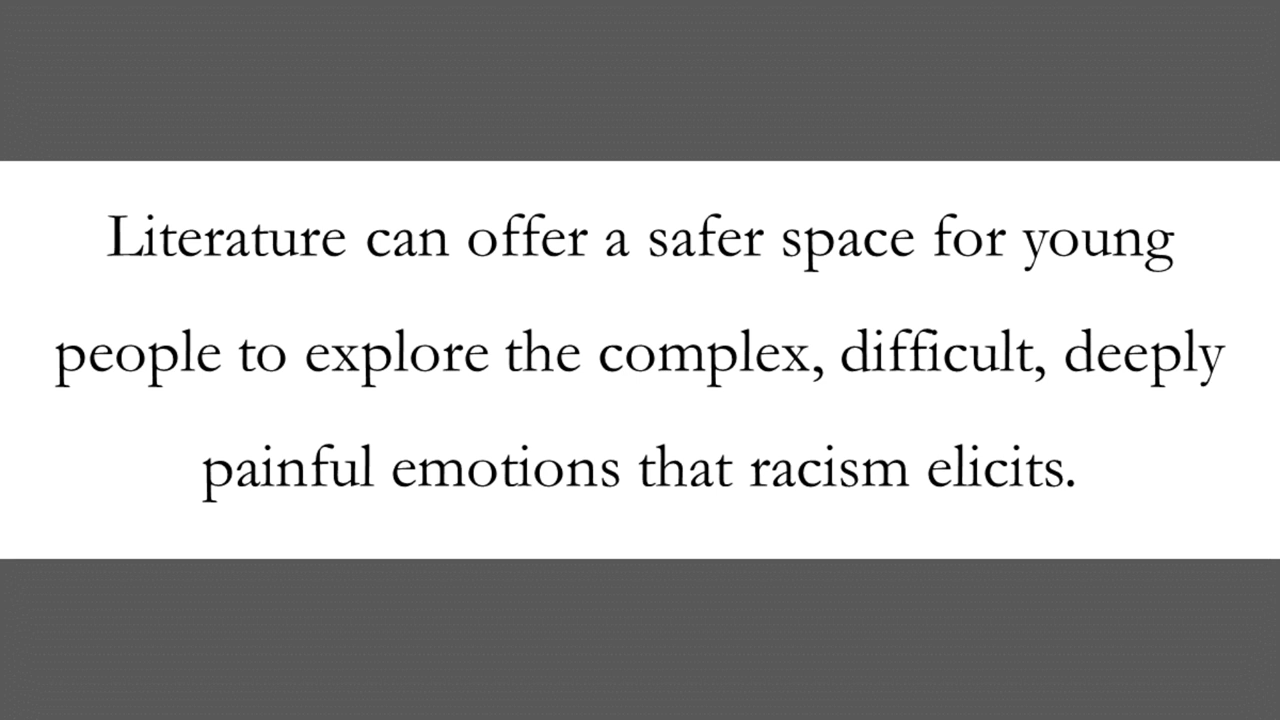 Literature can offer a safer space for young
people to explore the complex, difficult, deeply
painful emotions that racism elicits.